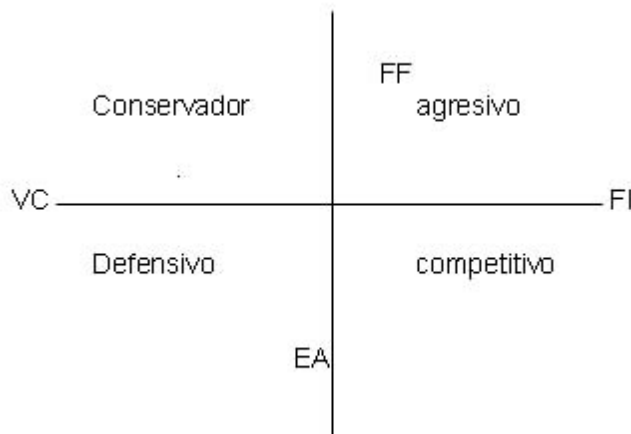 FF
Conservador agresivo
VC FI
Defensivo competitivo
EA